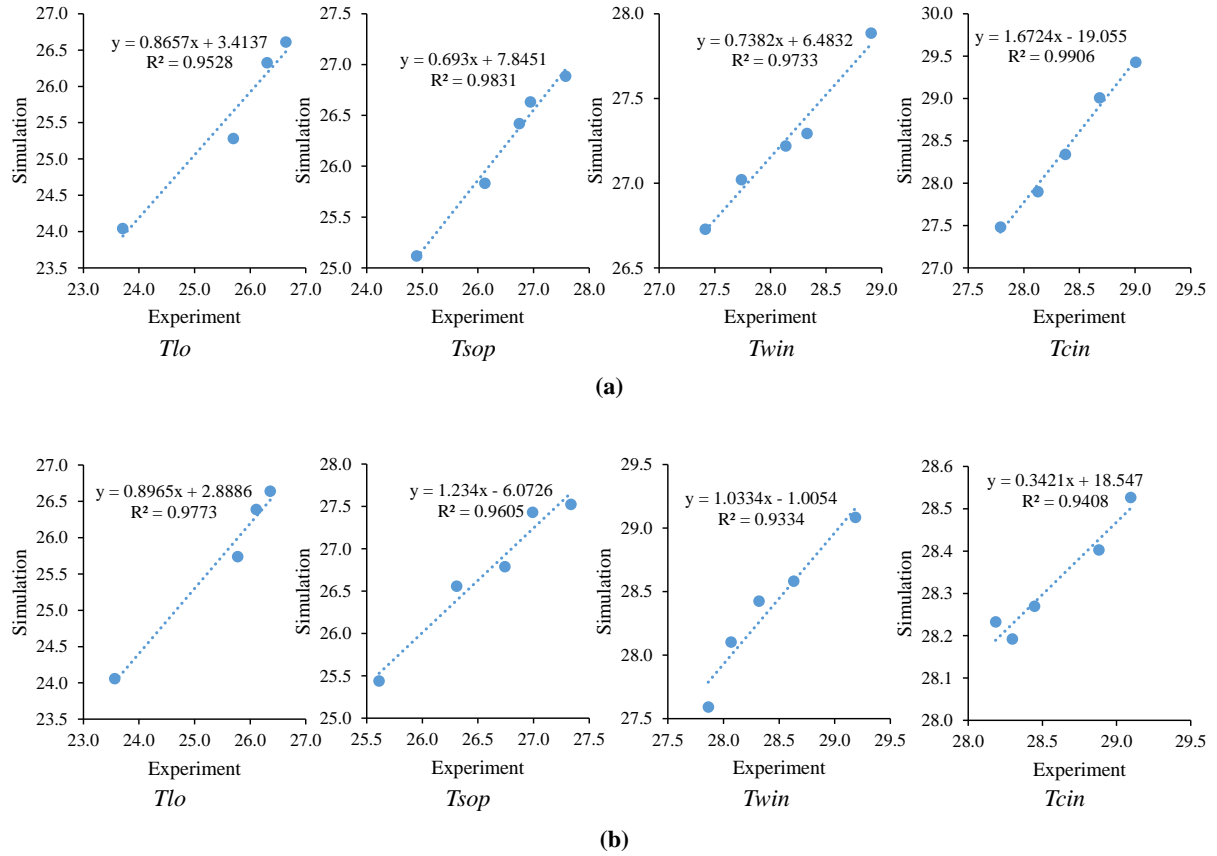 27.0
26.5
26.0
25.5
25.0
24.5
24.0
23.5
23.0 24.0 25.0 26.0 27.0
Simulation
Experiment
y = 0.8657x + 3.4137
R² = 0.9528
Tlo
27.5
27.0
26.5
26.0
25.5
25.0
24.0 25.0 26.0 27.0 28.0
Simulation
Experiment
y = 0.693x + 7.8451
R² = 0.9831
Tsop
28.0
27.5
27.0
26.5
27.0 27.5 28.0 28.5 29.0
Simulation
Experiment
y = 0.7382x + 6.4832
R² = 0.9733
Twin
30.0
29.5
29.0
28.5
28.0
27.5
27.0
27.5 28.0 28.5 29.0 29.5
Simulation
Experiment
y = 1.6724x - 19.055
R² = 0.9906
Tcin
(a)
27.0
26.5
26.0
25.5
25.0
24.5
24.0
23.5
23.0 24.0 25.0 26.0 27.0
Simulation
Experiment
y = 0.8965x + 2.8886
R² = 0.9773
Tlo
28.0
27.5
27.0
26.5
26.0
25.5
25.0
25.5 26.0 26.5 27.0 27.5
Simulation
Experiment
y = 1.234x - 6.0726
R² = 0.9605
Tsop
29.5
29.0
28.5
28.0
27.5
27.5 28.0 28.5 29.0 29.5
Simulation
Experiment
y = 1.0334x - 1.0054
R² = 0.9334
Twin
28.6
28.5
28.4
28.3
28.2
28.1
28.0
28.0 28.5 29.0 29.5
Simulation
Experiment
y = 0.3421x + 18.547
R² = 0.9408
Tcin
(b)